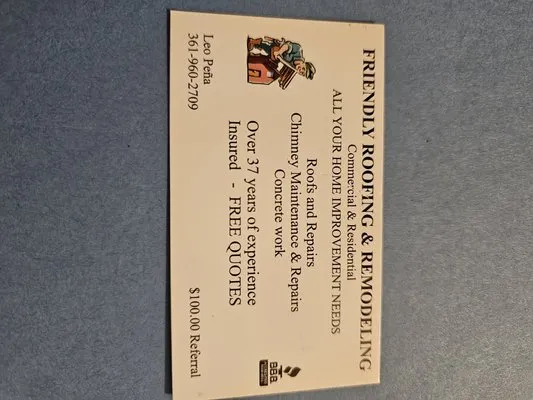 FRIENDLY ROOFING & REMODELING
Commercial & Residential
ALL YOUR HOME IMPROVEMENT NEEDS
Roofs and Repairs
Chimney Maintenance & Repairs
Concrete work
Over 37 years of experience
Insured - FREE QUOTES
BBB
Leo Peña
361-960-2709
$100.00 Referral